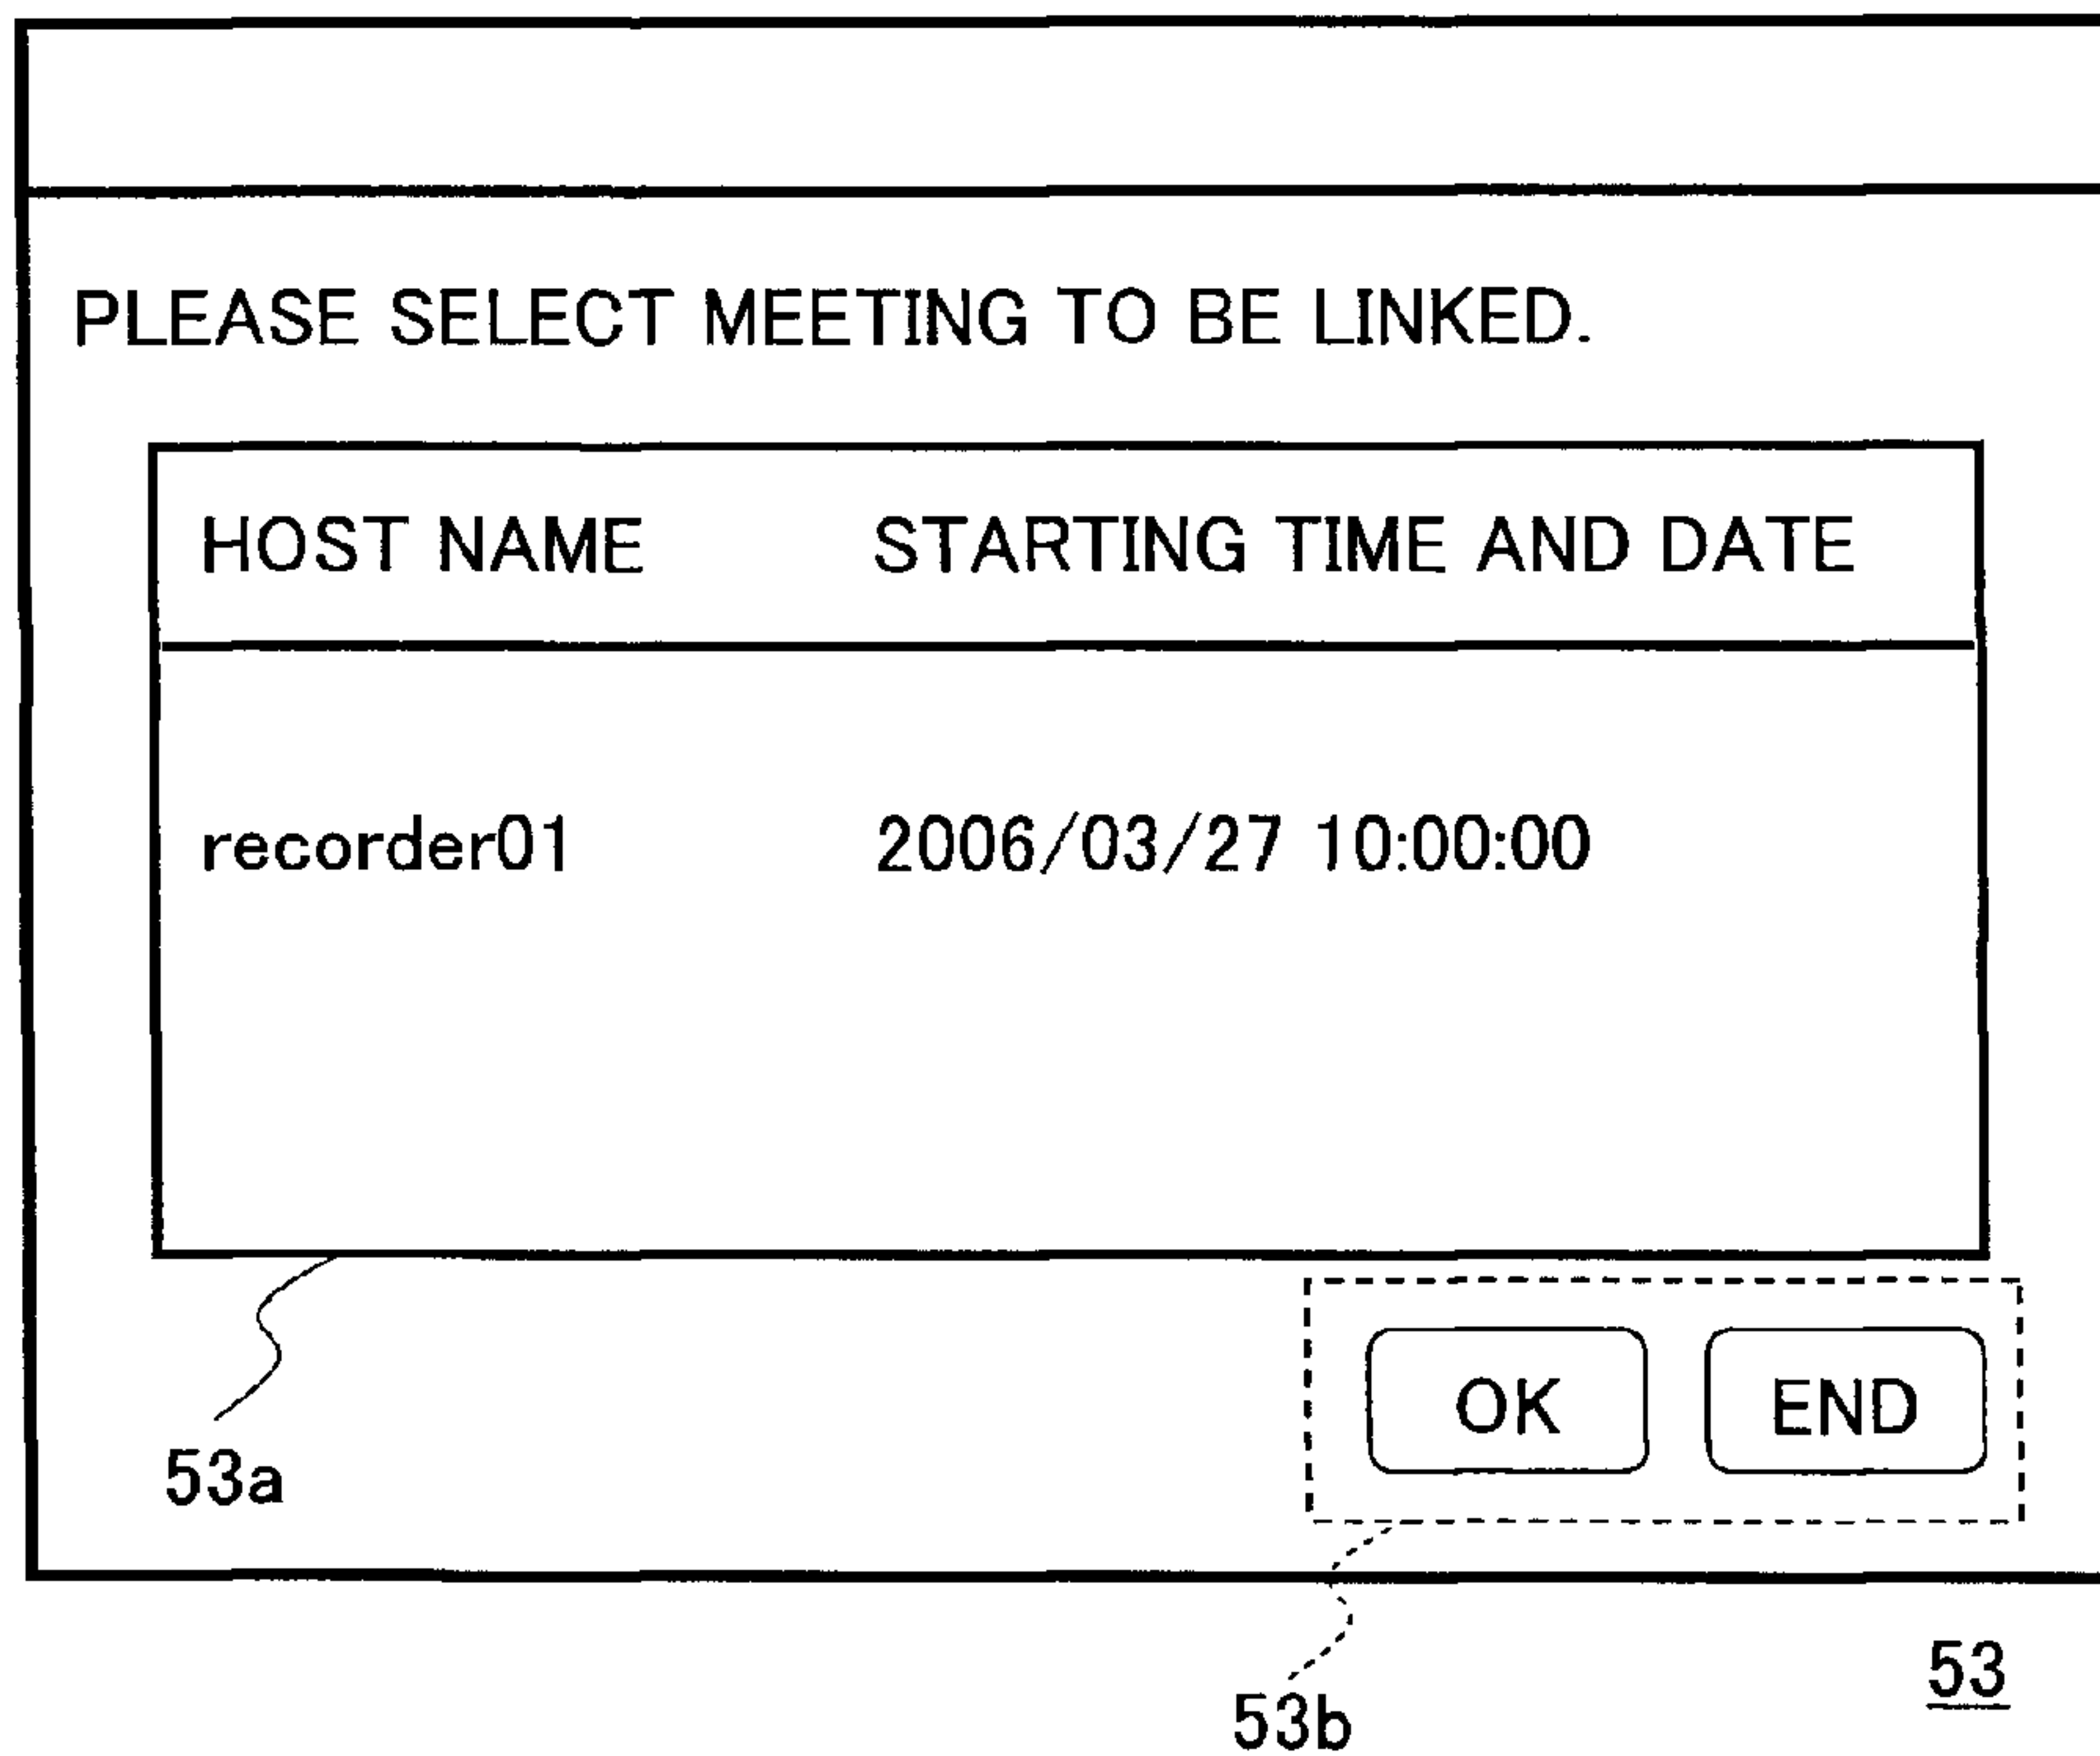 PLEASE SELECT MEETING TO BE LINKED.
HOST NAME STARTING TIME AND DATE
recorder01 2006/03/27 10:00:00
OK END
53a
53
53b